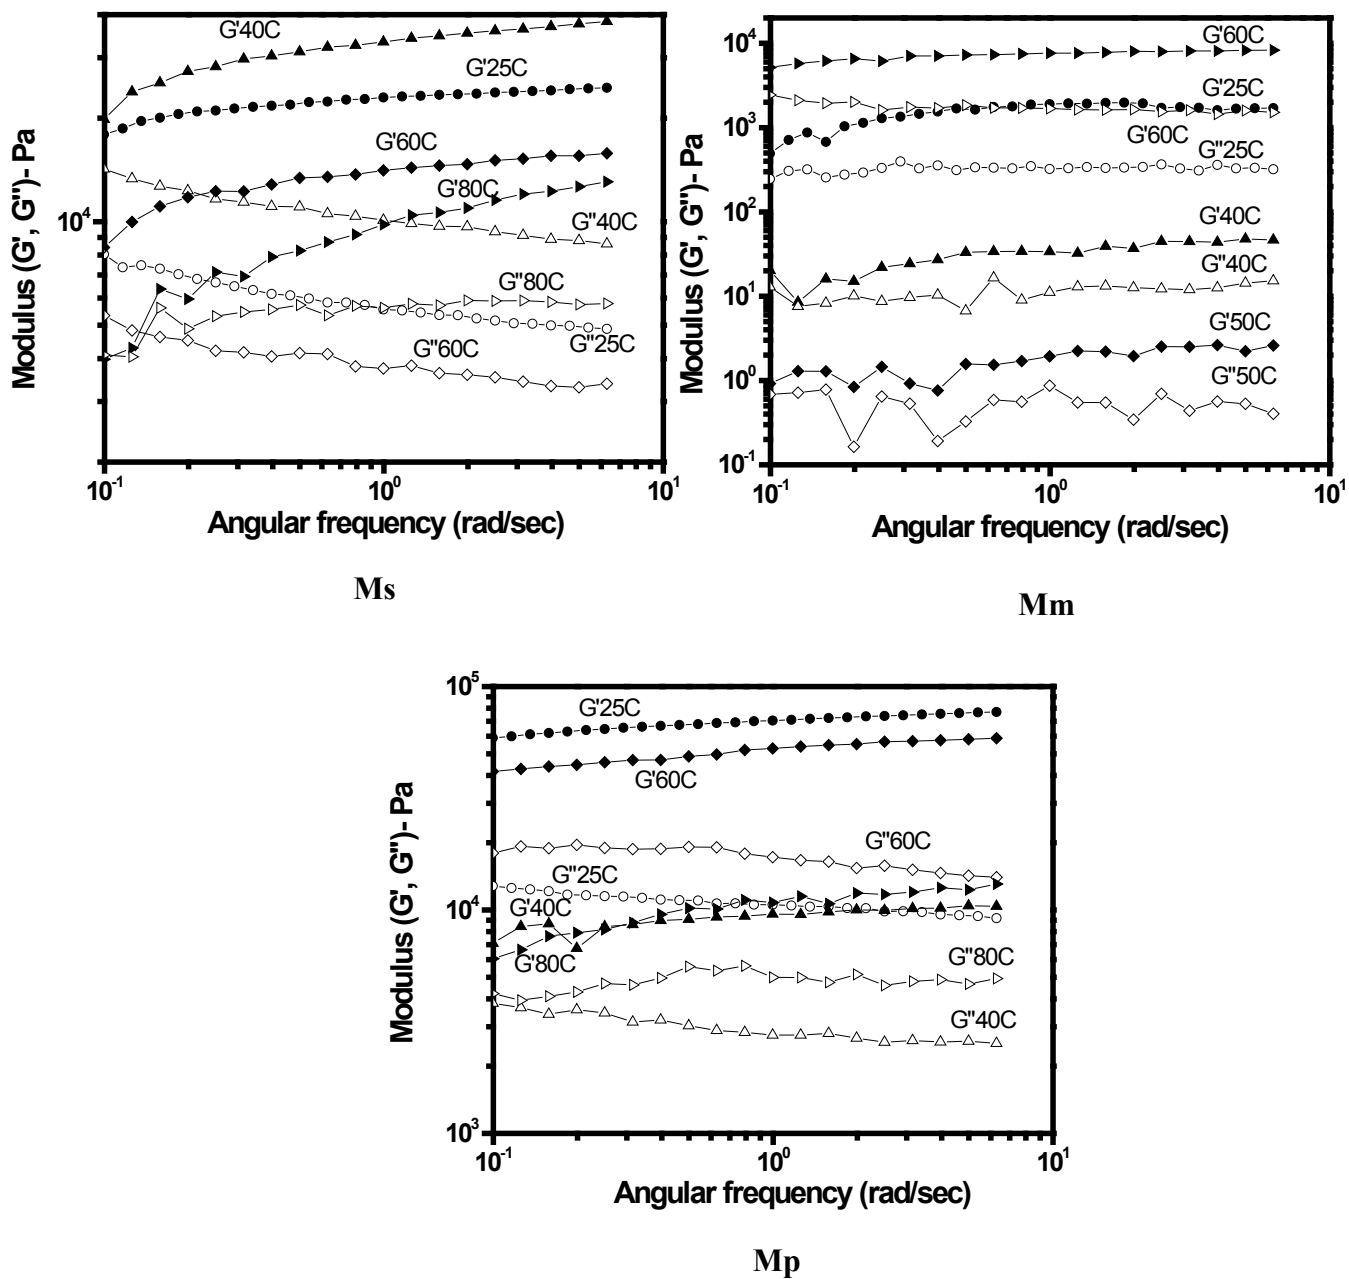 Modulus (G', G'')- Pa
10⁴
G'40C
G'25C
G'60C
G'80C
G''40C
G''80C
G''25C
G''60C
10⁻¹ 10⁰ 10¹
Angular frequency (rad/sec)
Ms
Modulus (G', G'')- Pa
10⁴
10³
10²
10¹
10⁰
10⁻¹
G'60C
G'25C
G'60C
G''25C
G'40C
G''40C
G'50C
G''50C
10⁻¹ 10⁰ 10¹
Angular frequency (rad/sec)
Mm
Modulus (G', G'')- Pa
10⁵
10⁴
10³
G'25C
G'60C
G''60C
G''25C
G'40C
G'80C
G''80C
G''40C
10⁻¹ 10⁰ 10¹
Angular frequency (rad/sec)
Mp